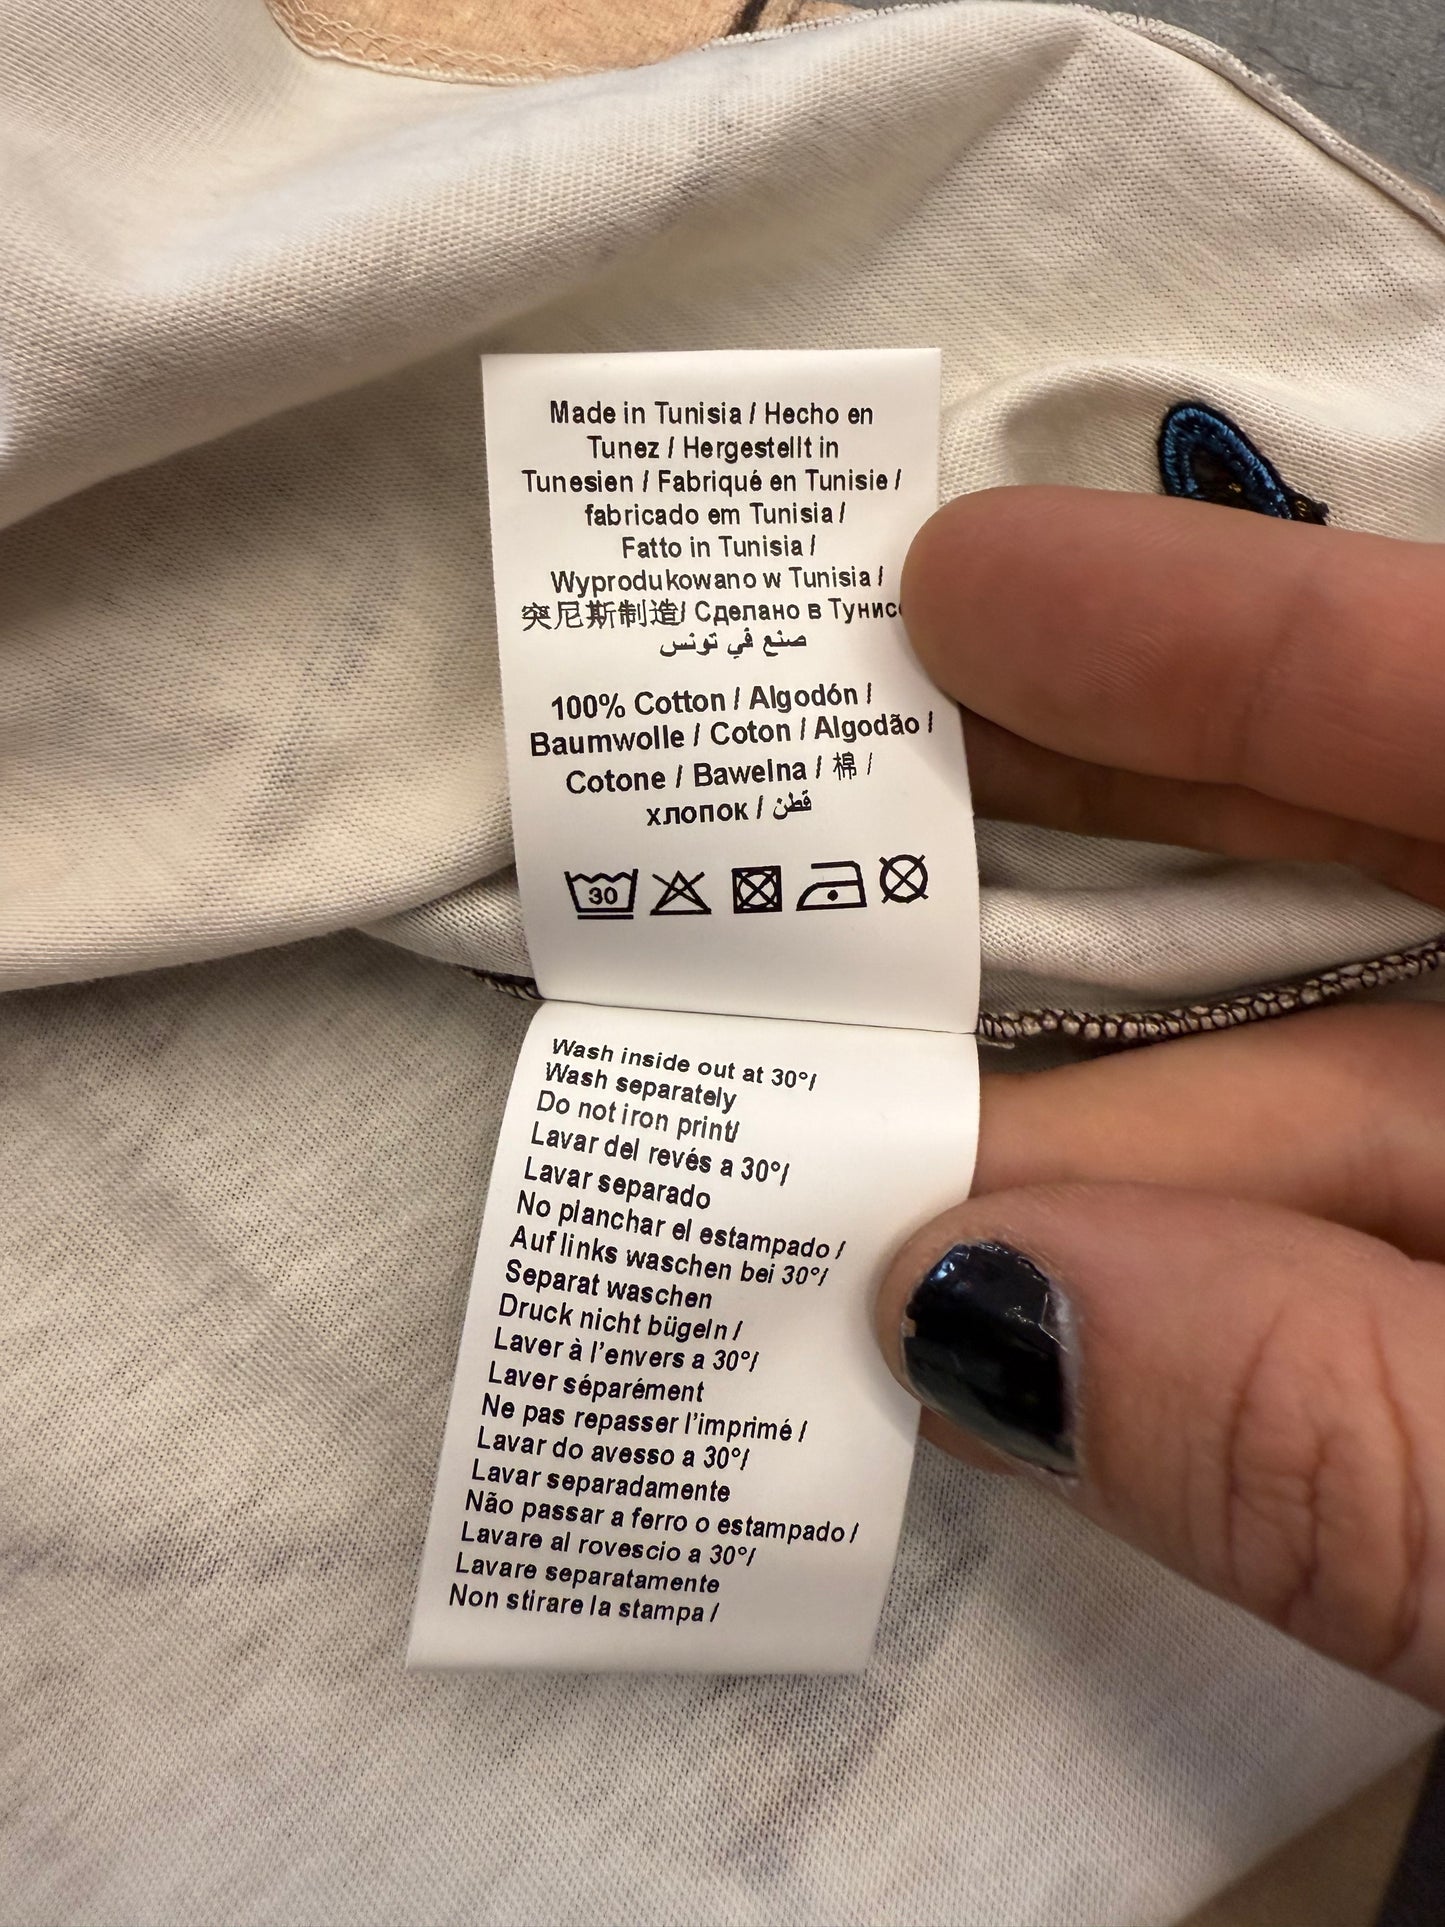 Made in Tunisia / Hecho en
Tunez / Hergestellt in
Tunesien / Fabriqué en Tunisie /
fabricado em Tunisia /
Fatto in Tunisia /
Wyprodukowano w Tunisia /
突尼斯制造/ Сделано в Тунис
صنع في تونس
100% Cotton / Algodón /
Baumwolle / Coton / Algodão /
Cotone / Bawelna / 棉 /
хлопок / قطن
30
Wash inside out at 30°/
Wash separately
Do not iron print/
Lavar del revés a 30°/
Lavar separado
No planchar el estampado /
Auf links waschen bei 30°/
Separat waschen
Druck nicht bügeln /
Laver à l'envers a 30°/
Laver séparément
Ne pas repasser l'imprimé /
Lavar do avesso a 30°/
Lavar separadamente
Não passar a ferro o estampado /
Lavare al rovescio a 30°/
Lavare separatamente
Non stirare la stampa /